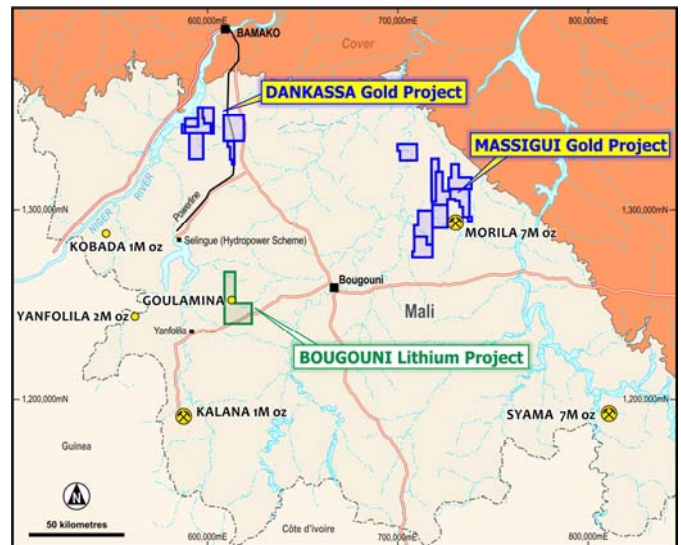 600,000mE
700,000mE
800,000mE
BAMAKO
Cover
DANKASSA Gold Project
MASSIGUI Gold Project
NIGER RIVER
Powerline
1,300,000mN
1,300,000mN
KOBADA 1M oz
Selingue (Hydropower Scheme)
MORILA 7M oz
Bougouni
GOULAMINA
YANFOLILA 2M oz
Yanfolila
Mali
BOUGOUNI Lithium Project
1,200,000mN
1,200,000mN
KALANA 1M oz
SYAMA 7M oz
Guinea
N
50 kilometres
Côte d'ivoire
600,000mE
700,000mE
800,000mE